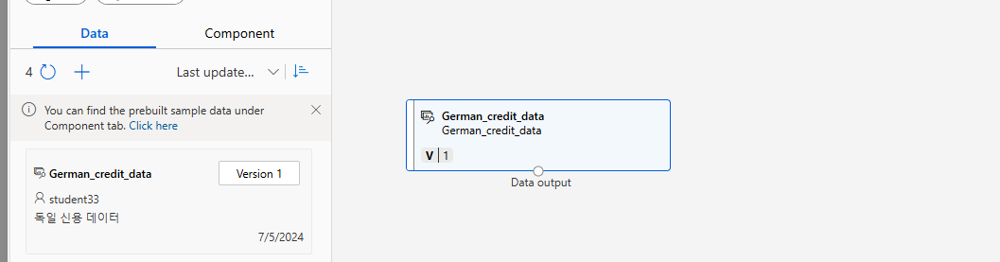 Data
Component
4
Last update...
You can find the prebuilt sample data under
Component tab. Click here
German_credit_data
Version 1
student33
독일 신용 데이터
7/5/2024
German_credit_data
German_credit_data
V 1
Data output